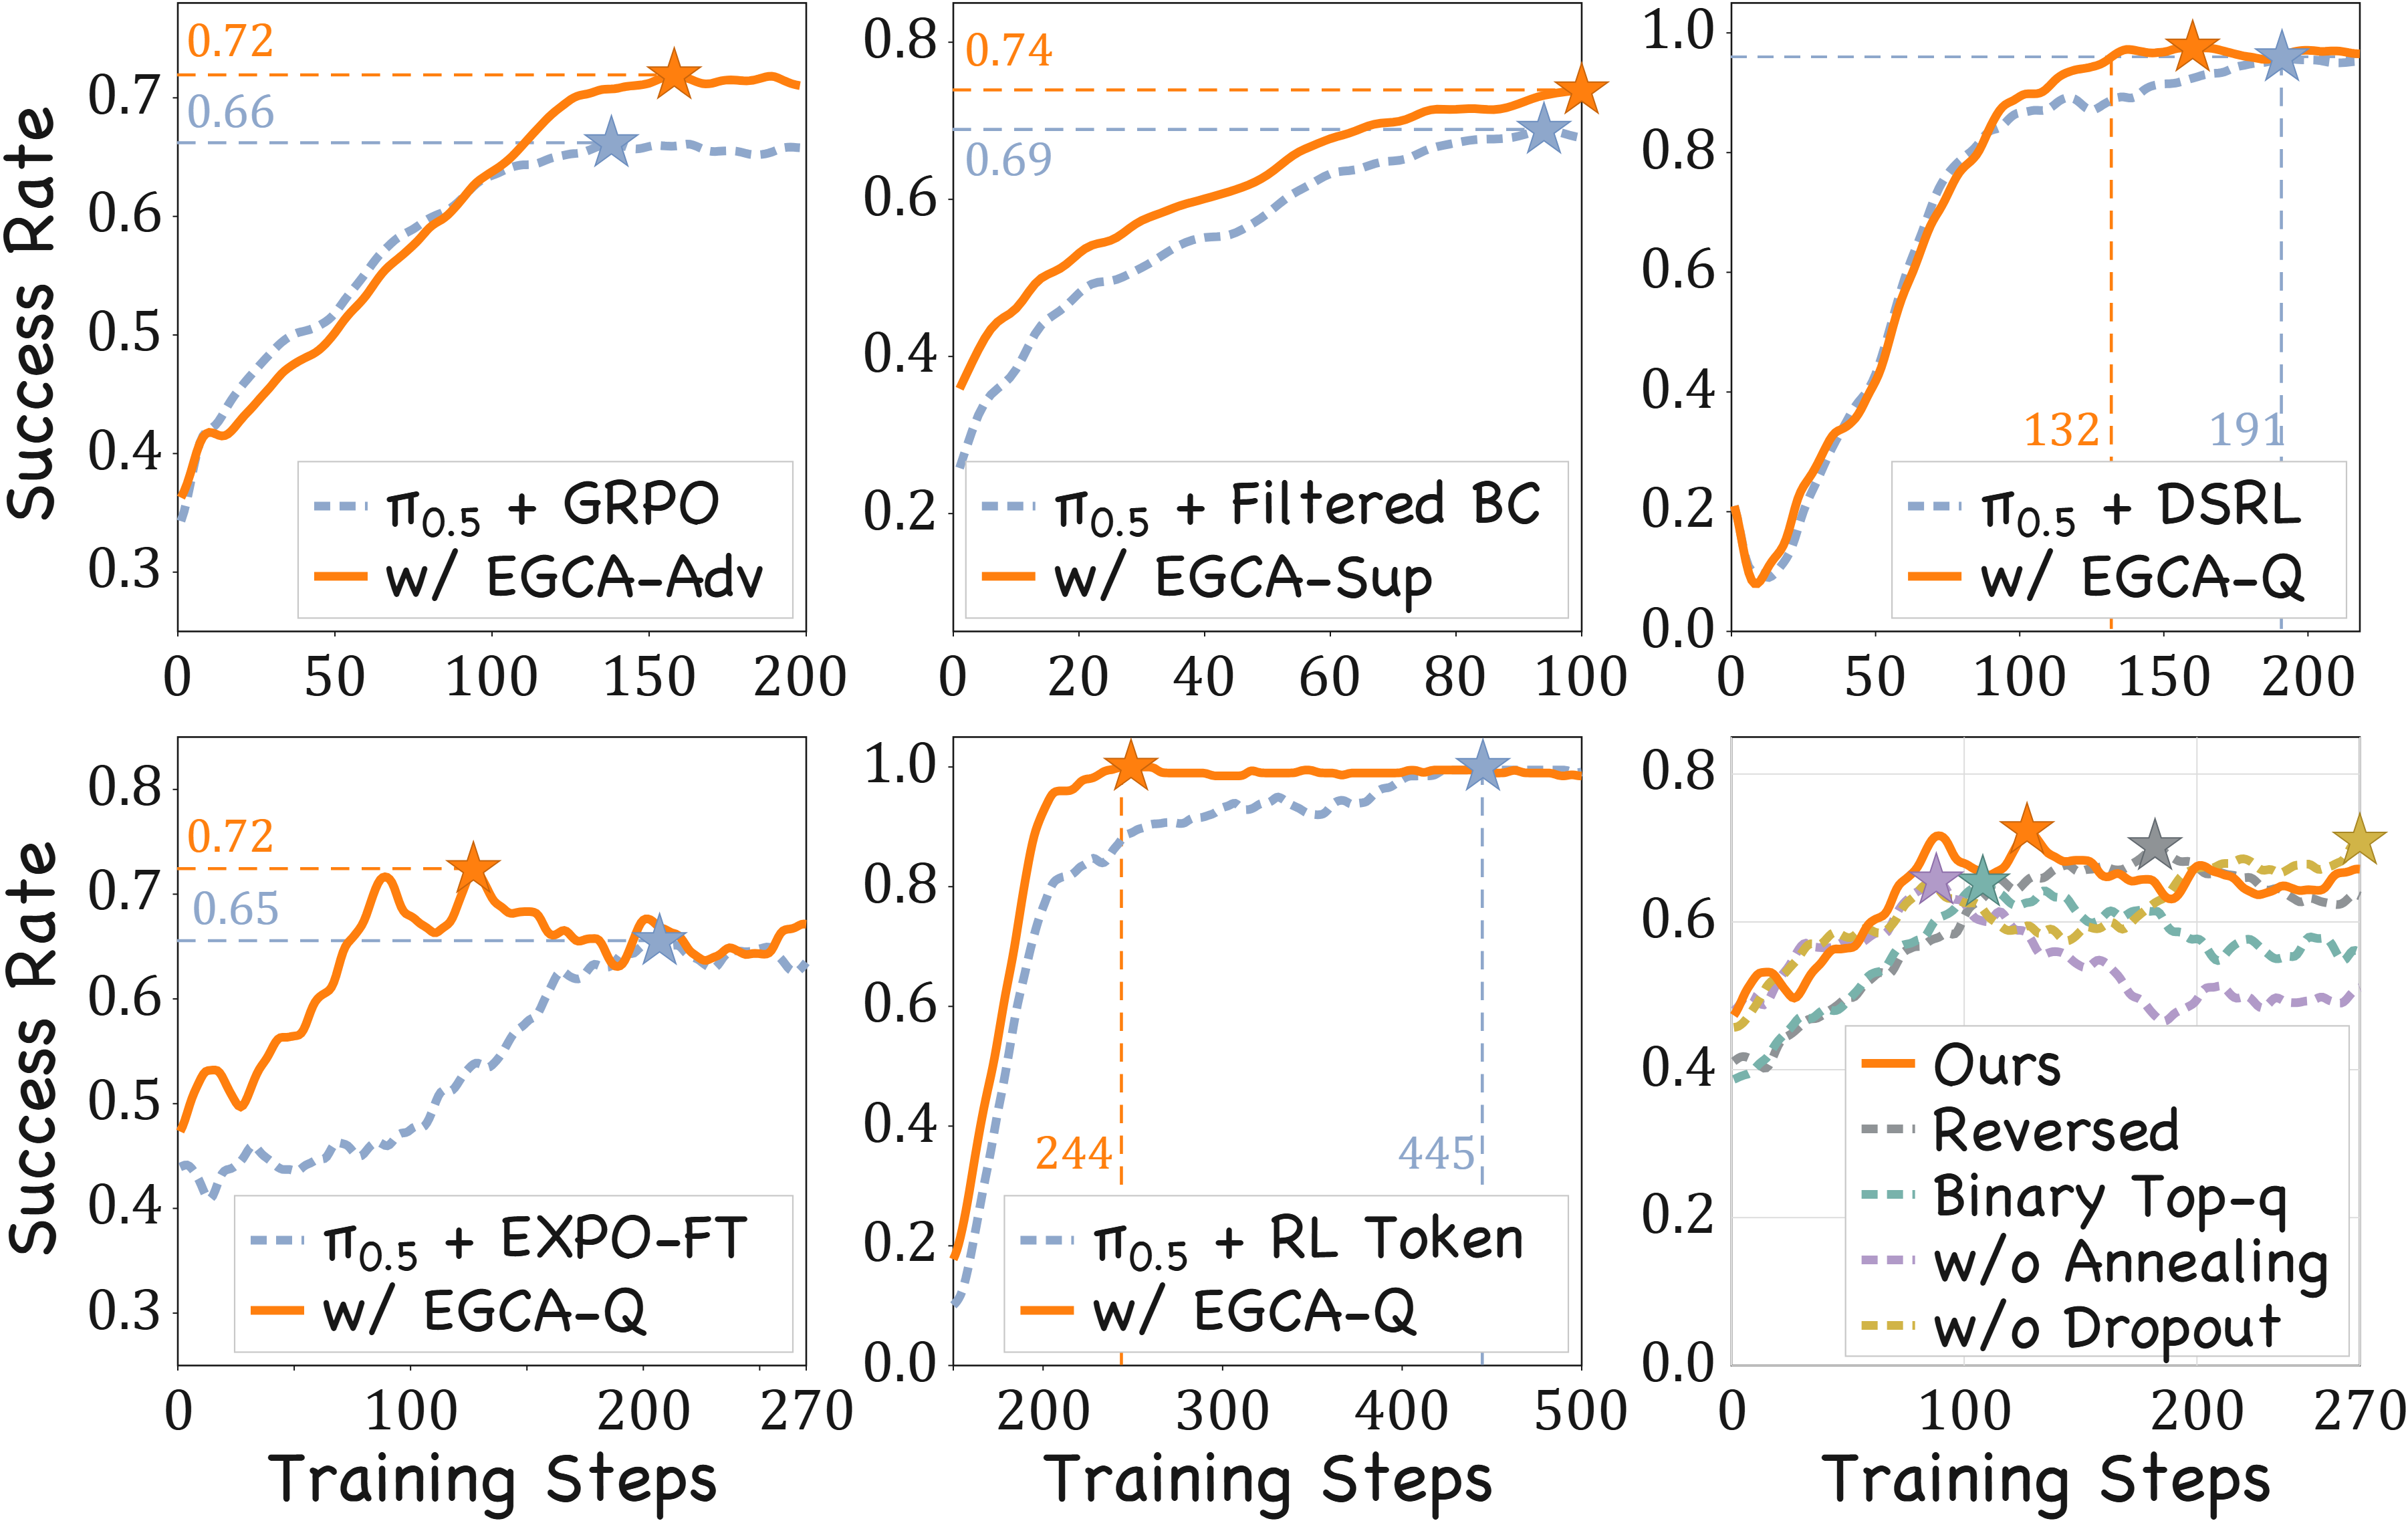 Success Rate
0.7
0.6
0.5
0.4
0.3
0.72
0.66
π0.5 + GRPO
w/ EGCA-Adv
0 50 100 150 200
0.8
0.6
0.4
0.2
0.74
0.69
π0.5 + Filtered BC
w/ EGCA-Sup
0 20 40 60 80 100
1.0
0.8
0.6
0.4
0.2
0.0
132 191
π0.5 + DSRL
w/ EGCA-Q
0 50 100 150 200
Success Rate
0.8
0.7
0.6
0.5
0.4
0.3
0.72
0.65
π0.5 + EXPO-FT
w/ EGCA-Q
0 100 200 270
Training Steps
1.0
0.8
0.6
0.4
0.2
0.0
244 445
π0.5 + RL Token
w/ EGCA-Q
200 300 400 500
Training Steps
0.8
0.6
0.4
0.2
0.0
Ours
Reversed
Binary Top-q
w/o Annealing
w/o Dropout
0 100 200 270
Training Steps